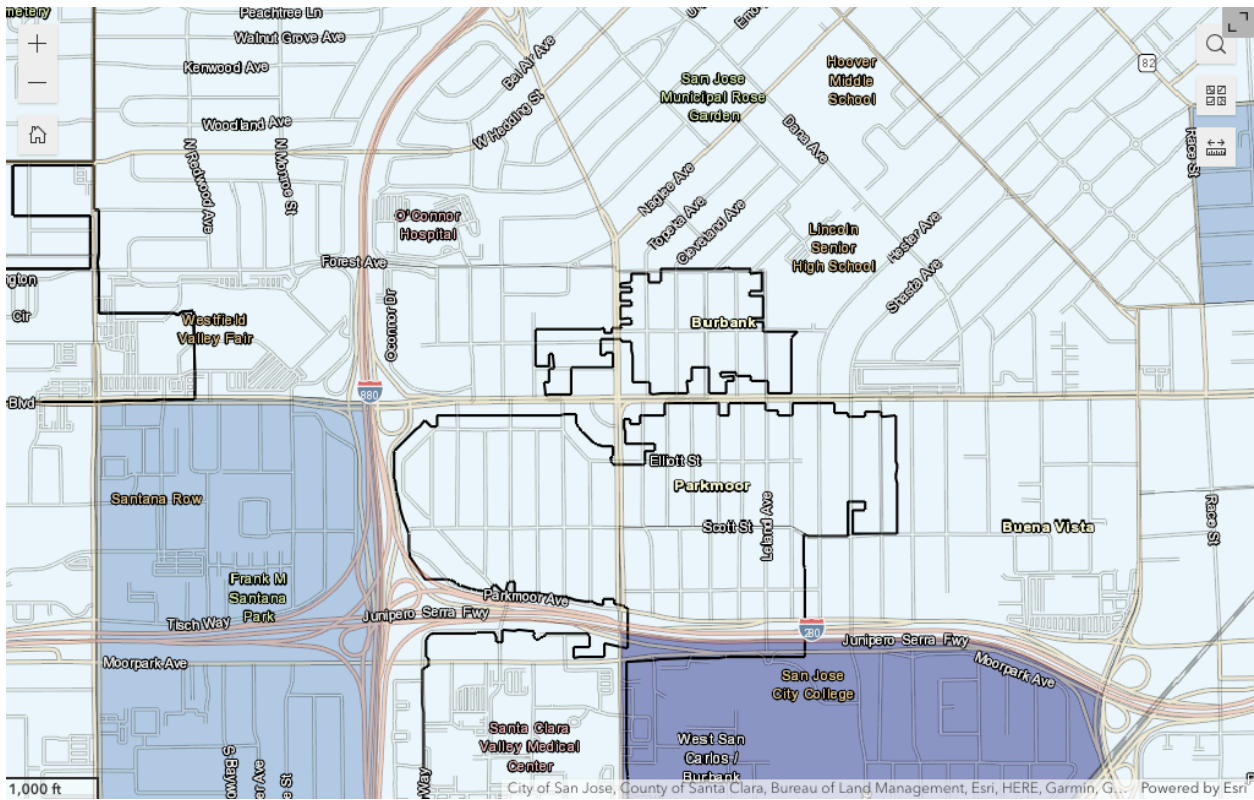 metery
Peachtree Ln
Walnut Grove Ave
Kenwood Ave
Bel Air Ave
Hoover
Middle
School
82
San Jose
Municipal Rose
Garden
Woodland Ave
W Hedding St
Dana Ave
N Redwood Ave
N Monroe St
Race St
Naglee Ave
O'Connor
Hospital
Topeka Ave
Cleveland Ave
Lincoln
Senior
High School
Hester Ave
Forest Ave
Shasta Ave
ngton
Cir
Oconnor Dr
Westfield
Valley Fair
Burbank
Blvd
880
Elliott St
Parkmoor
Santana Row
Scott St
Leland Ave
Buena Vista
Race St
Frank M
Santana
Park
Parkmoor Ave
Tisch Way
Junipero Serra Fwy
280
Junipero Serra Fwy
Moorpark Ave
Moorpark Ave
San Jose
City College
Santa Clara
Valley Medical
Center
West San
Carlos /
Burbank
S Bayw
Way
1,000 ft
City of San Jose, County of Santa Clara, Bureau of Land Management, Esri, HERE, Garmin, G...
Powered by Esri